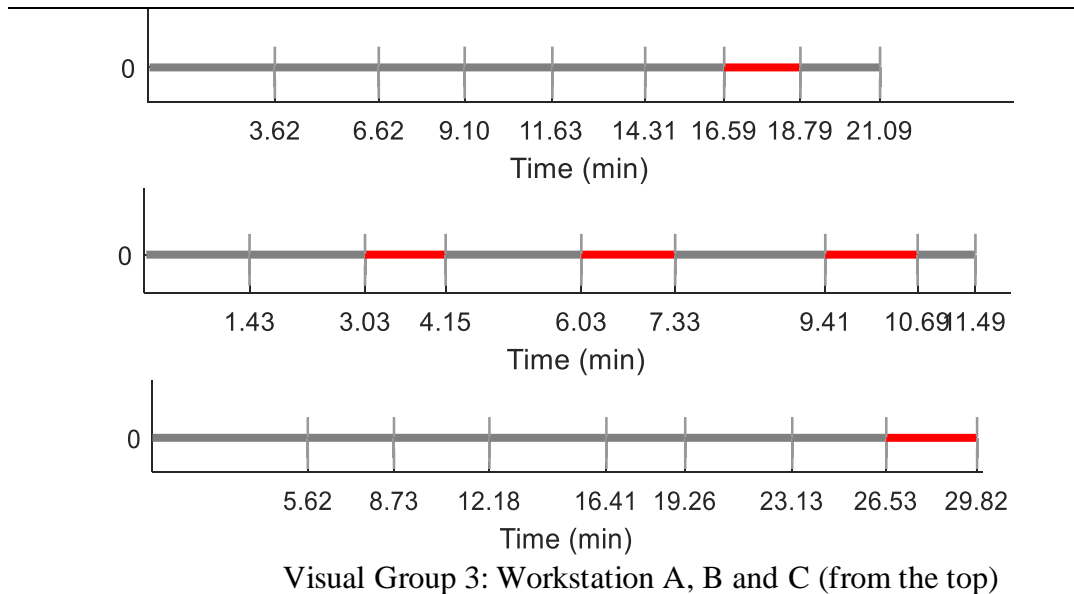 0
3.62 6.62 9.10 11.63 14.31 16.59 18.79 21.09
Time (min)
0
1.43 3.03 4.15 6.03 7.33 9.41 10.69 11.49
Time (min)
0
5.62 8.73 12.18 16.41 19.26 23.13 26.53 29.82
Time (min)
Visual Group 3: Workstation A, B and C (from the top)